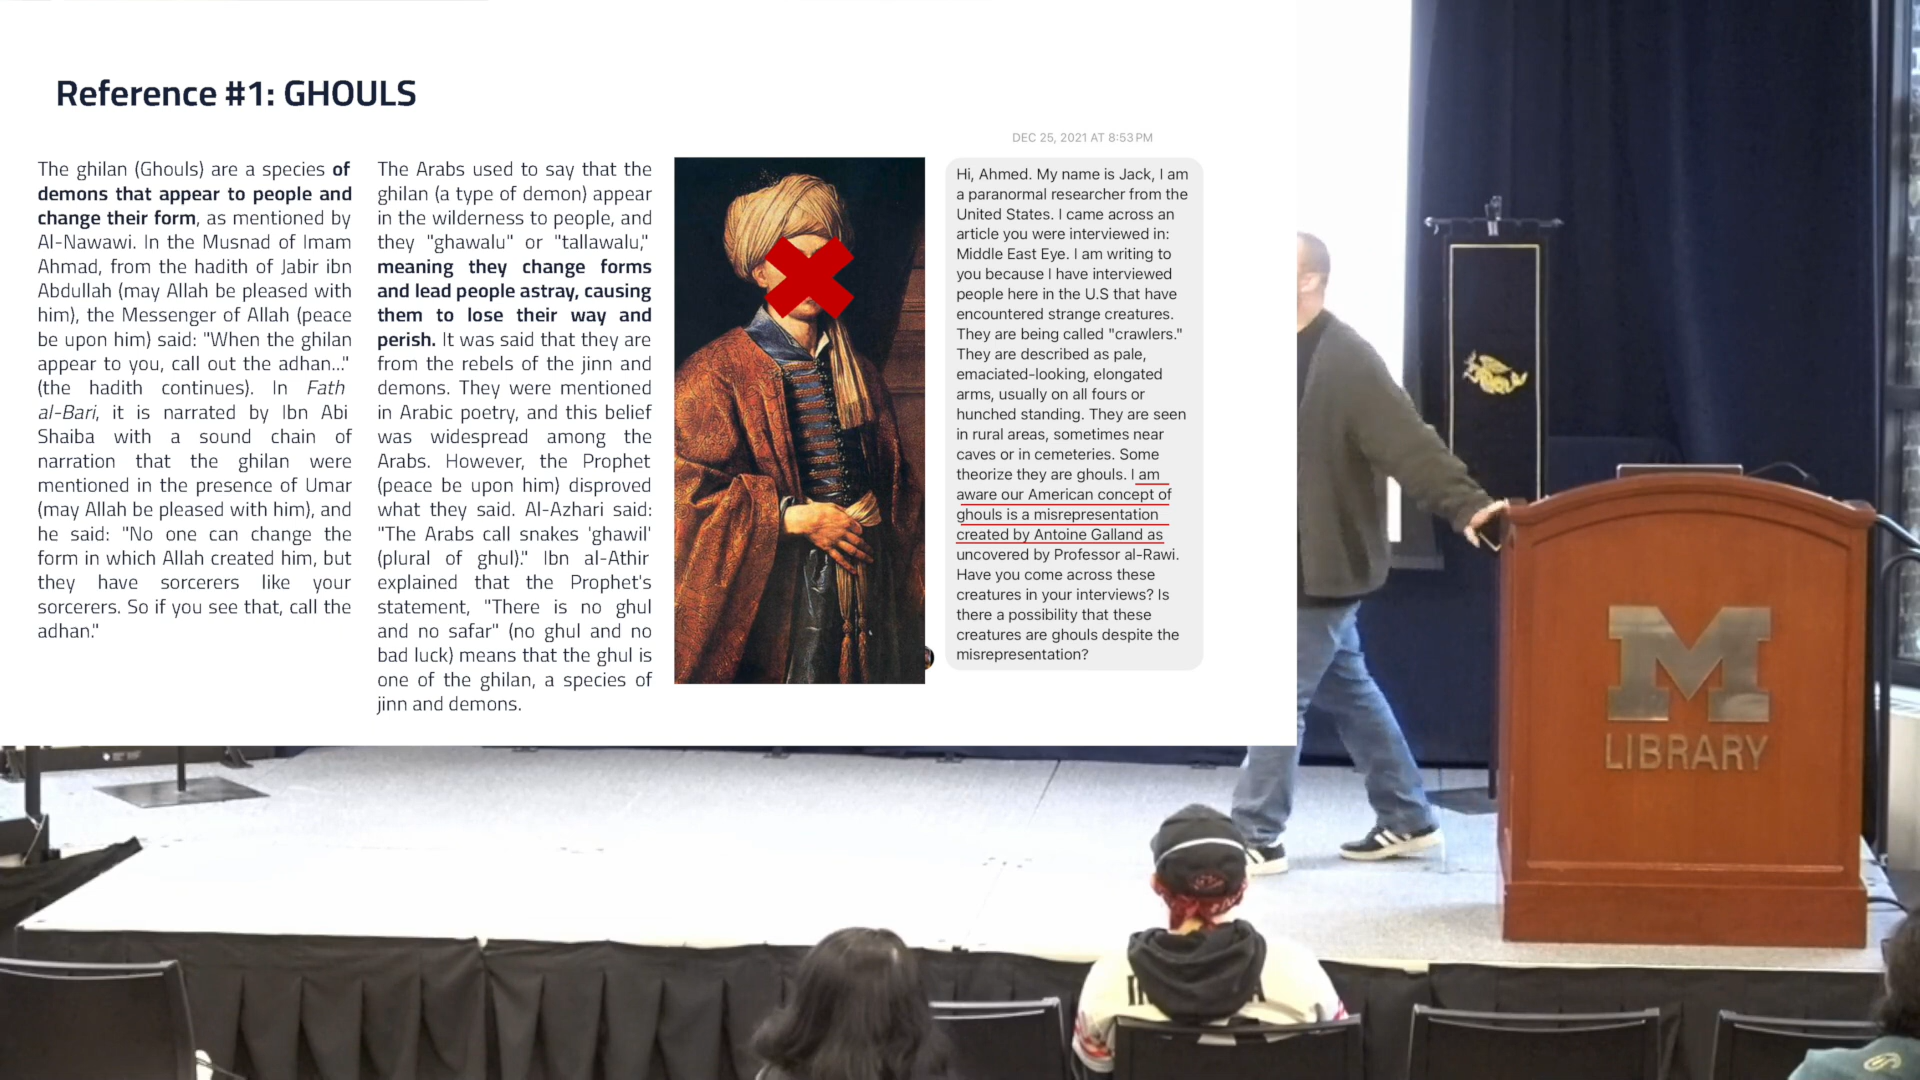 Reference #1: GHOULS
The ghilan (Ghouls) are a species of
demons that appear to people and
change their form, as mentioned by
Al-Nawawi. In the Musnad of Imam
Ahmad, from the hadith of Jabir ibn
Abdullah (may Allah be pleased with
him), the Messenger of Allah (peace
be upon him) said: "When the ghilan
appear to you, call out the adhan..."
(the hadith continues). In Fath
al-Bari, it is narrated by Ibn Abi
Shaiba with a sound chain of
narration that the ghilan were
mentioned in the presence of Umar
(may Allah be pleased with him), and
he said: "No one can change the
form in which Allah created him, but
they have sorcerers like your
sorcerers. So if you see that, call the
adhan."
The Arabs used to say that the
ghilan (a type of demon) appear
in the wilderness to people, and
they "ghawalu" or "tallawalu,"
meaning they change forms
and lead people astray, causing
them to lose their way and
perish. It was said that they are
from the rebels of the jinn and
demons. They were mentioned
in Arabic poetry, and this belief
was widespread among the
Arabs. However, the Prophet
(peace be upon him) disproved
what they said. Al-Azhari said:
"The Arabs call snakes 'ghawil'
(plural of ghul)." Ibn al-Athir
explained that the Prophet's
statement, "There is no ghul
and no safar" (no ghul and no
bad luck) means that the ghul is
one of the ghilan, a species of
jinn and demons.
DEC 25, 2021 AT 8:53 PM
Hi, Ahmed. My name is Jack, I am
a paranormal researcher from the
United States. I came across an
article you were interviewed in:
Middle East Eye. I am writing to
you because I have interviewed
people here in the U.S that have
encountered strange creatures.
They are being called "crawlers."
They are described as pale,
emaciated-looking, elongated
arms, usually on all fours or
hunched standing. They are seen
in rural areas, sometimes near
caves or in cemeteries. Some
theorize they are ghouls. I am
aware our American concept of
ghouls is a misrepresentation
created by Antoine Galland as
uncovered by Professor al-Rawi.
Have you come across these
creatures in your interviews? Is
there a possibility that these
creatures are ghouls despite the
misrepresentation?
M
LIBRARY